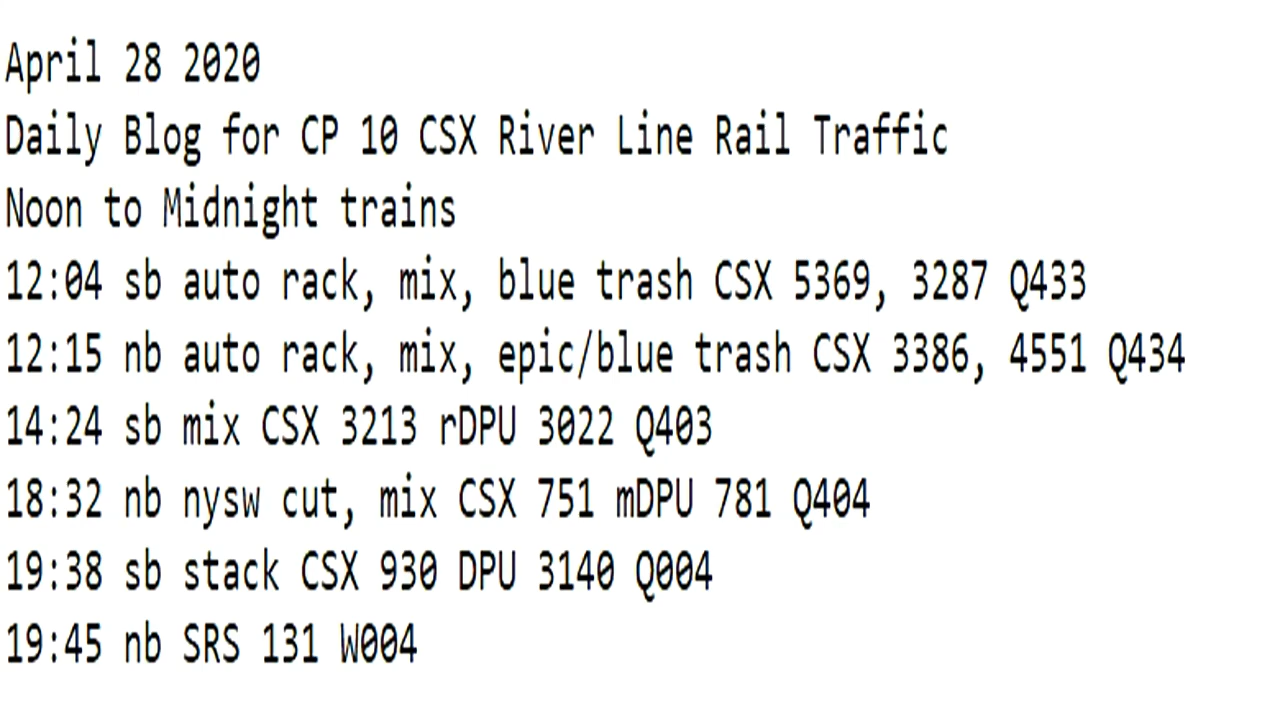 April 28 2020
Daily Blog for CP 10 CSX River Line Rail Traffic
Noon to Midnight trains
12:04 sb auto rack, mix, blue trash CSX 5369, 3287 Q433
12:15 nb auto rack, mix, epic/blue trash CSX 3386, 4551 Q434
14:24 sb mix CSX 3213 rDPU 3022 Q403
18:32 nb nysw cut, mix CSX 751 mDPU 781 Q404
19:38 sb stack CSX 930 DPU 3140 Q004
19:45 nb SRS 131 W004